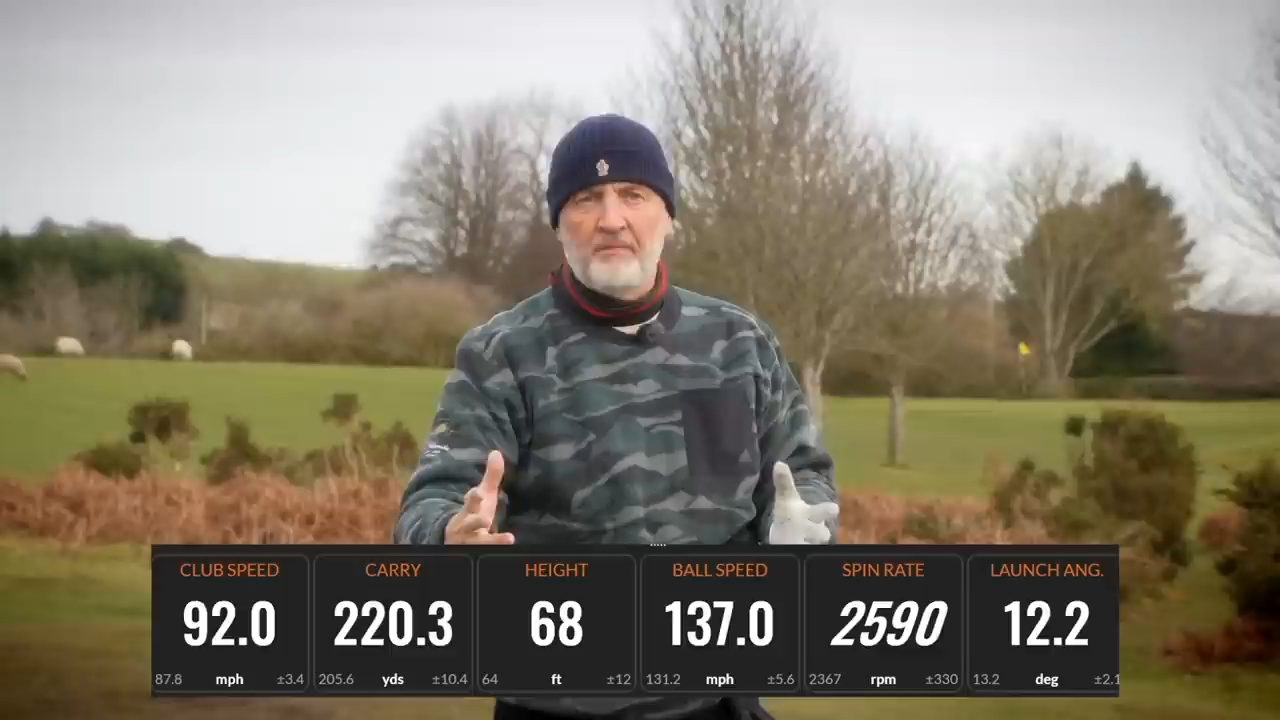 CLUB SPEED CARRY HEIGHT BALL SPEED SPIN RATE LAUNCH ANG.
92.0 220.3 68 137.0 2590 12.2
87.8 mph ±3.4 205.6 yds ±10.4 64 ft ±12 131.2 mph ±5.6 2367 rpm ±330 13.2 deg ±2.1